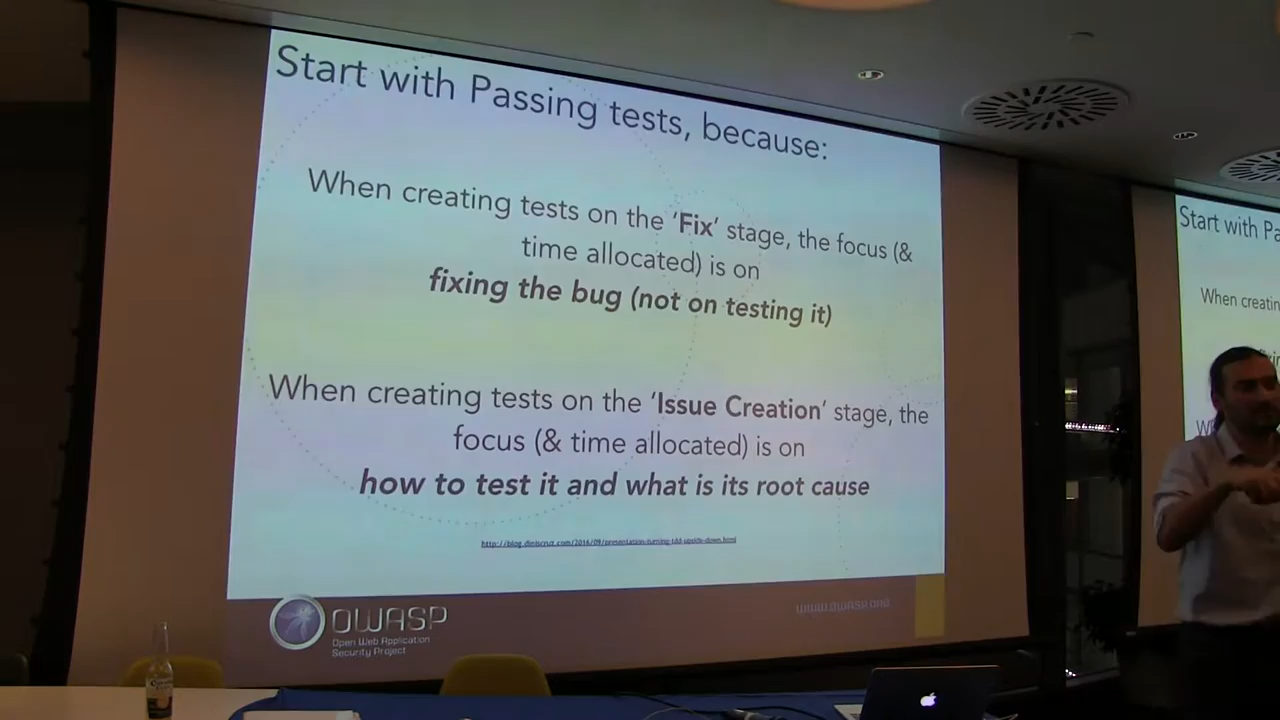 Start with Passing tests, because:
When creating tests on the 'Fix' stage, the focus (&
time allocated) is on
fixing the bug (not on testing it)
When creating tests on the 'Issue Creation' stage, the
focus (& time allocated) is on
how to test it and what is its root cause
http://blog.diniscruz.com/2016/09/presentation-turning-tdd-upside-down.html
OWASP
Open Web Application
Security Project
www.owasp.org
Start with Pa
When creatin